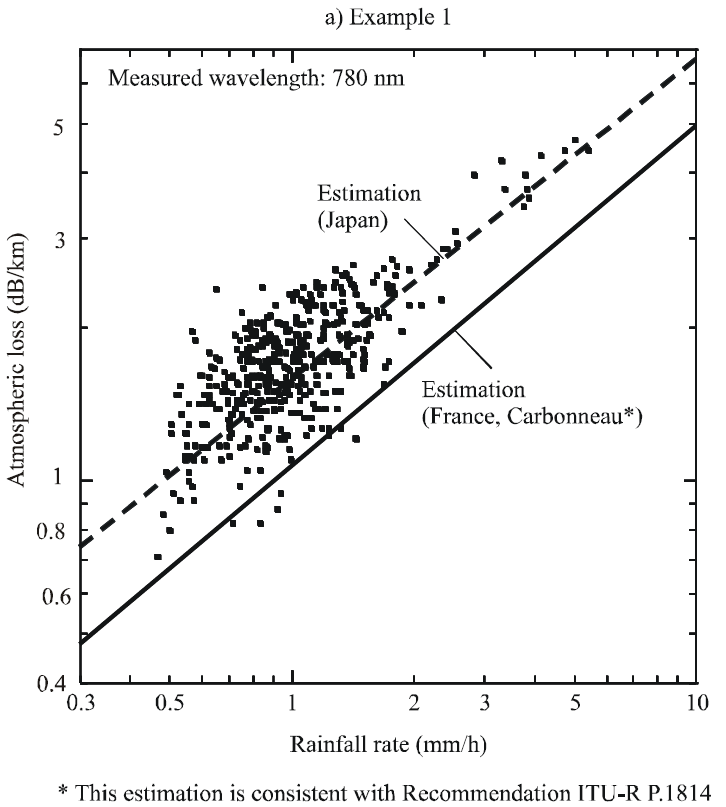 a) Example 1
Measured wavelength: 780 nm
5
Estimation
(Japan)
3
Atmospheric loss (dB/km)
Estimation
(France, Carbonneau*)
1
0.8
0.6
0.4
0.3
0.5
1
2
3
5
10
Rainfall rate (mm/h)
* This estimation is consistent with Recommendation ITU-R P.1814